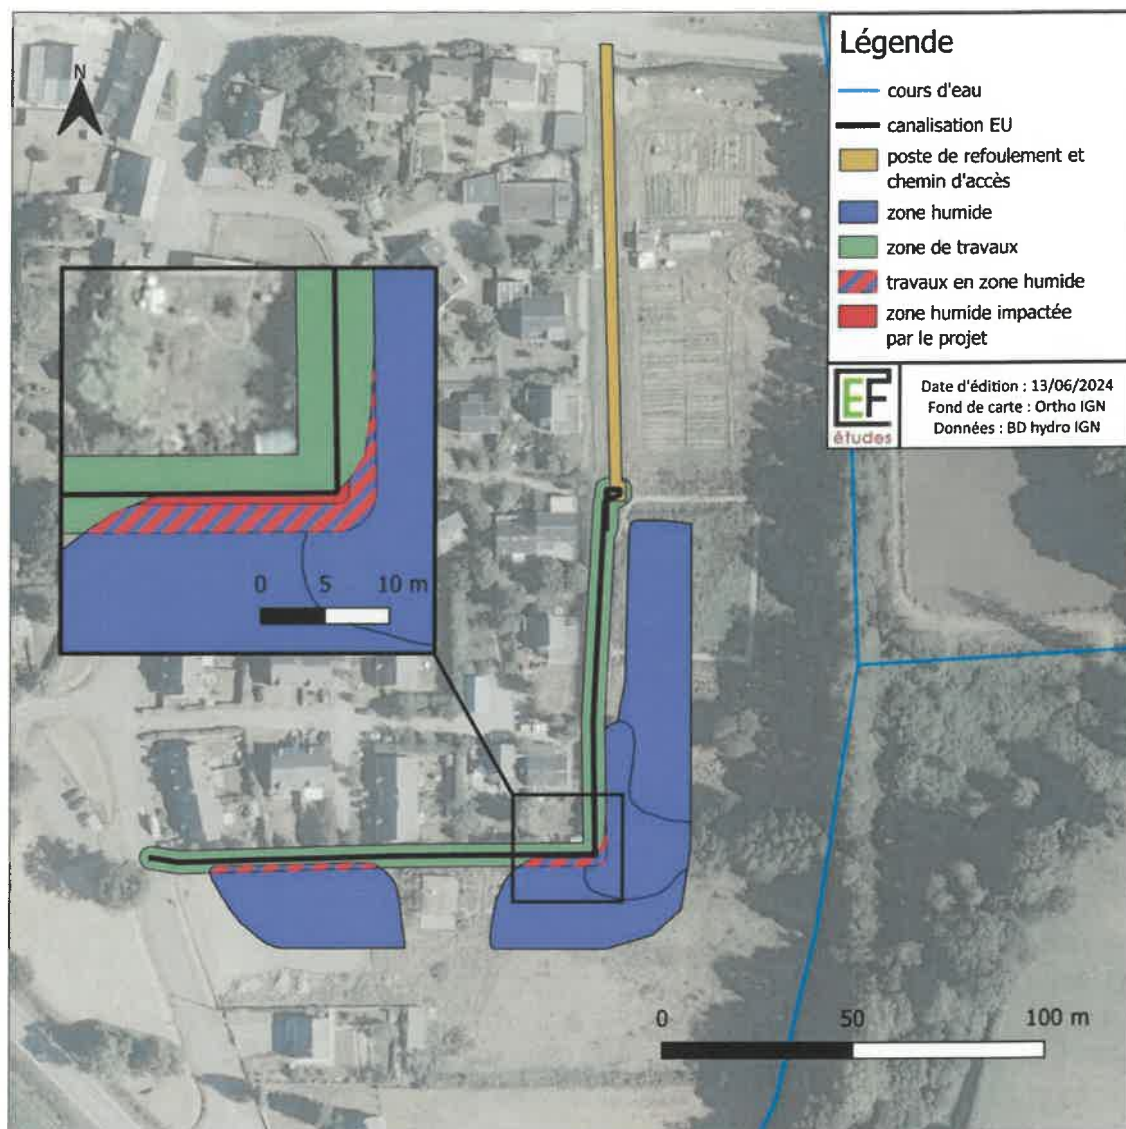 N
Légende
cours d'eau
canalisation EU
poste de refoulement et
chemin d'accès
zone humide
zone de travaux
travaux en zone humide
zone humide impactée
par le projet
EF
études
Date d'édition : 13/06/2024
Fond de carte : Ortho IGN
Données : BD hydro IGN
0 5 10 m
0 50 100 m